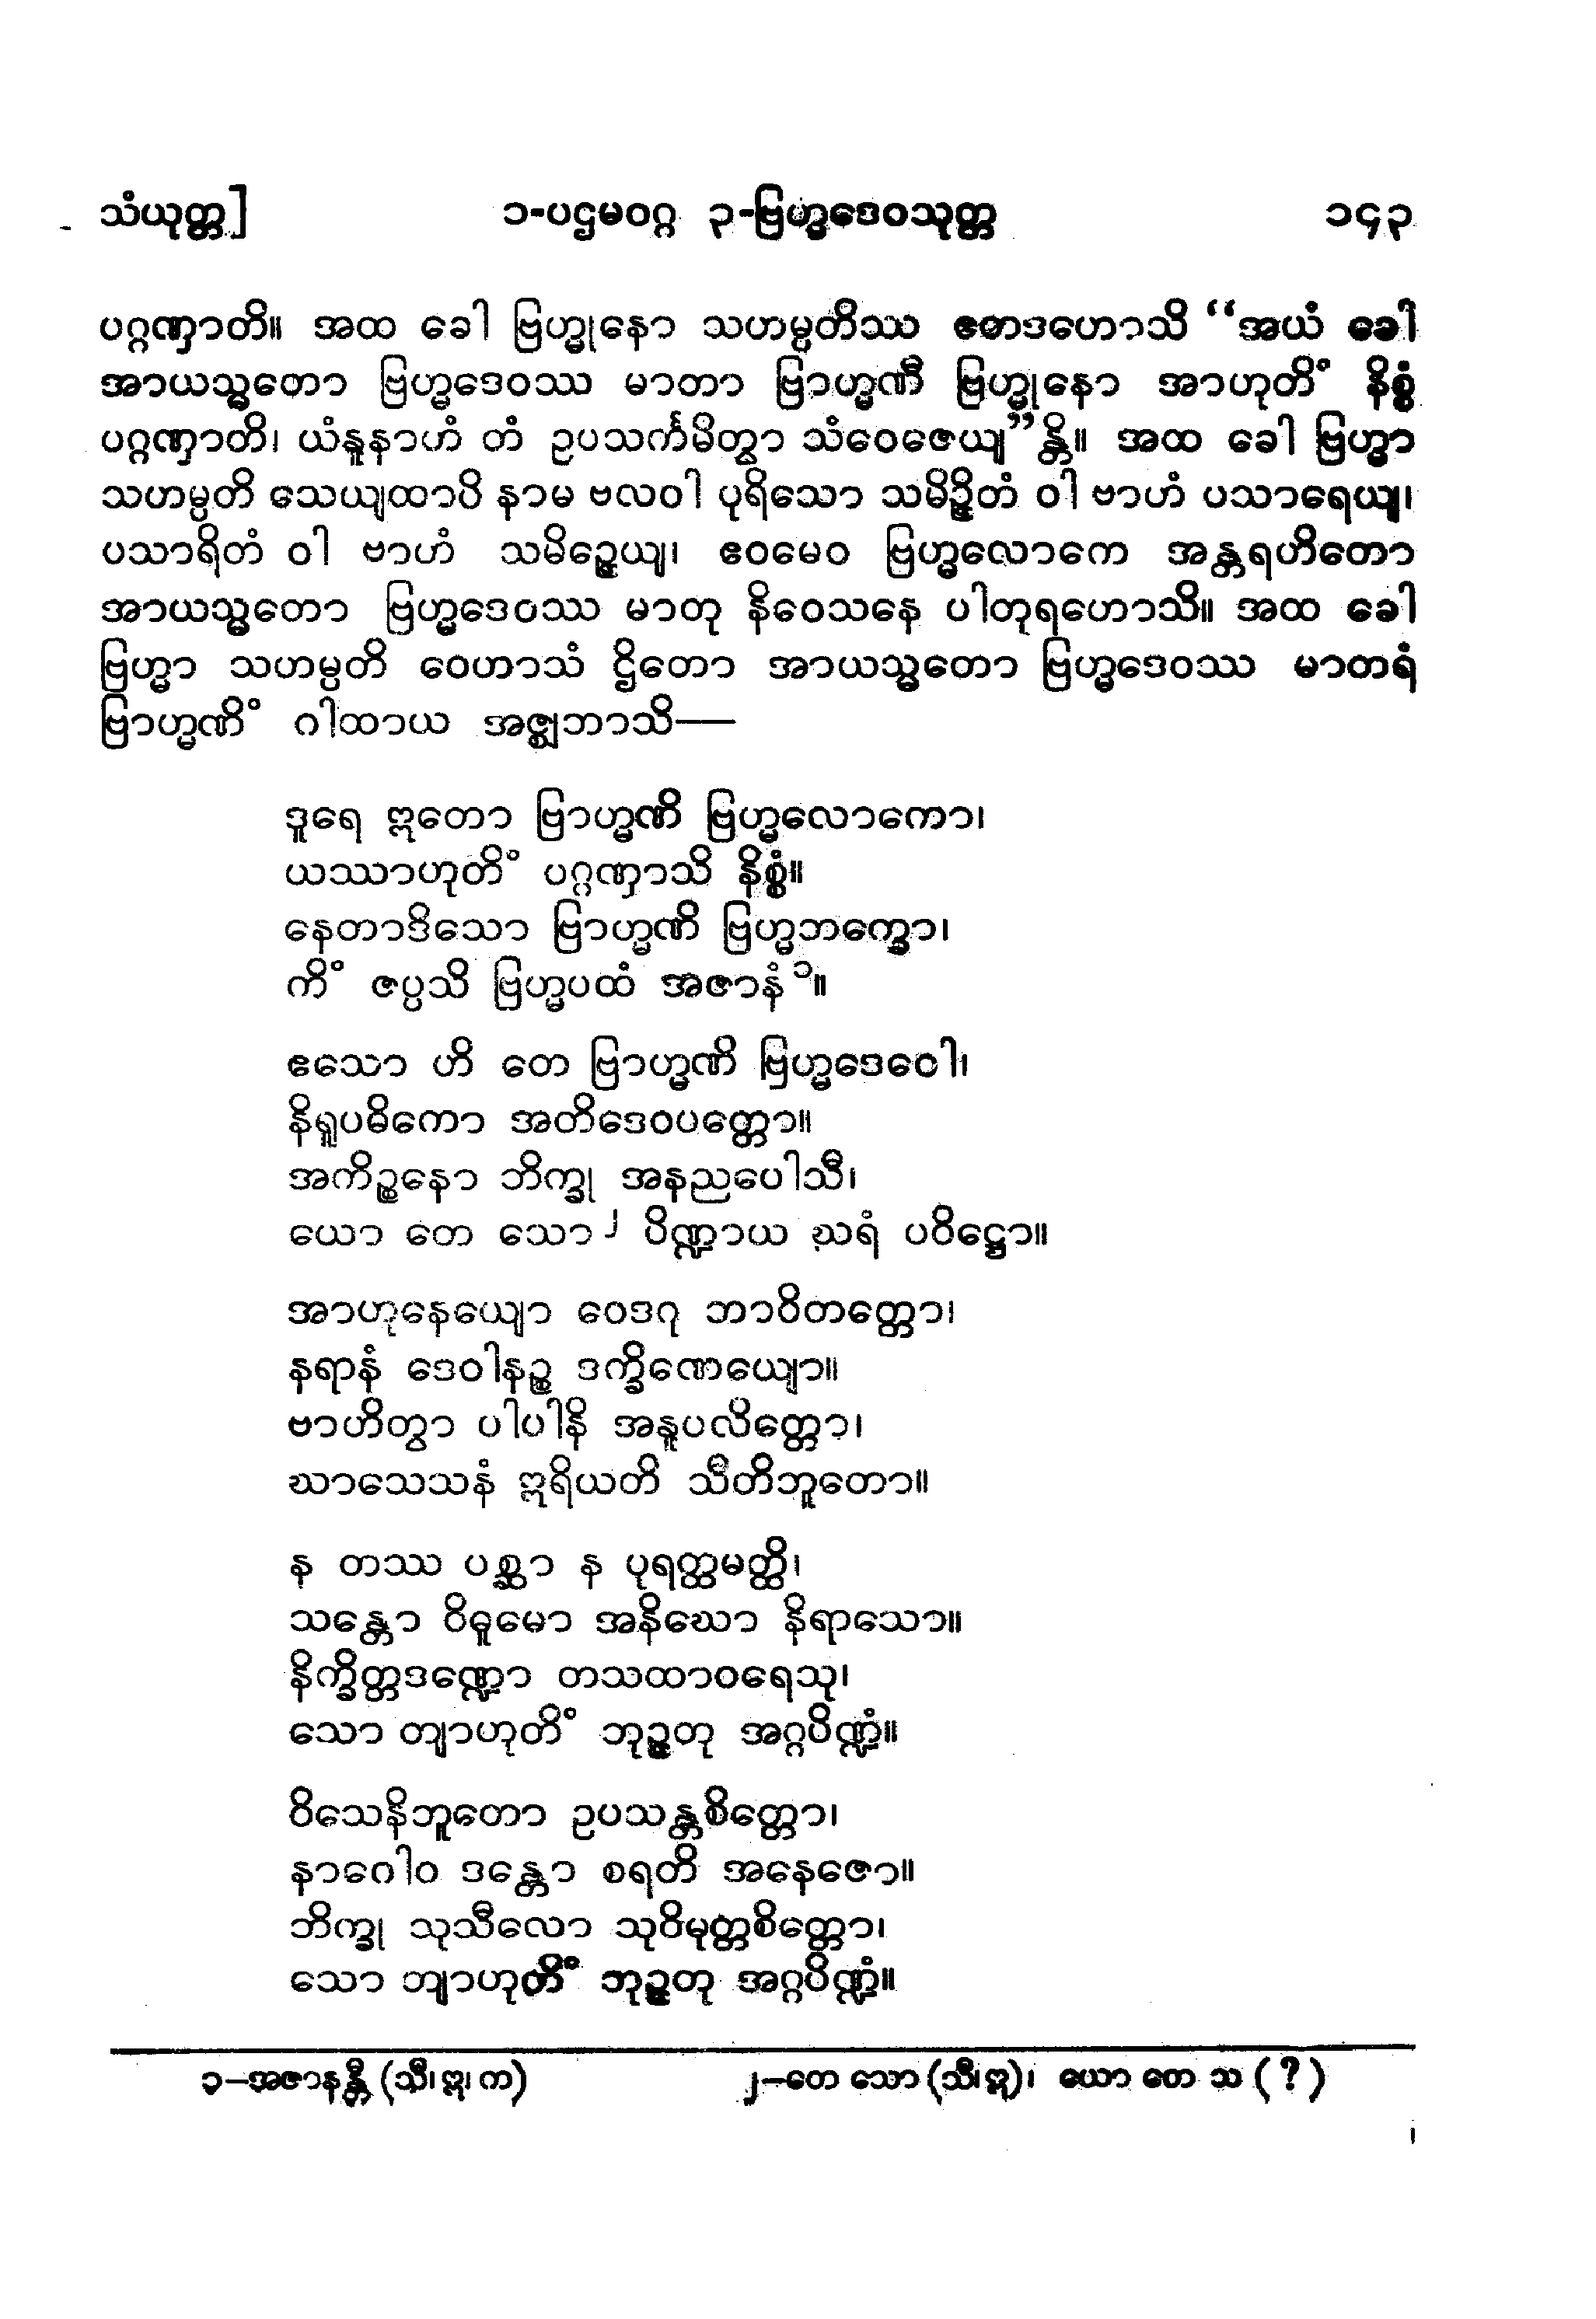 သံယုတ္တ] ၁-ပဌမဝဂ္ဂ ၃-ဗြဟ္မဒေဝသုတ္တ ၁၄၃
ပဂ္ဂဏှာတိ။ အထ ခေါ ဗြဟ္မုနော သဟမ္ပတိဿ ဧတဒဟောသိ “အယံ ခေါ
အာယသ္မတော ဗြဟ္မဒေဝဿ မာတာ ဗြာဟ္မဏီ ဗြဟ္မုနော အာဟုတိံ နိစ္စံ
ပဂ္ဂဏှာတိ၊ ယံနူနာဟံ တံ ဥပသင်္ကမိတွာ သံဝေဇေယျ”န္တိ။ အထ ခေါ ဗြဟ္မာ
သဟမ္ပတိ သေယျထာပိ နာမ ဗလဝါ ပုရိသော သမိဉ္ဇိတံ ဝါ ဗာဟံ ပသာရေယျ၊
ပသာရိတံ ဝါ ဗာဟံ သမိဉ္ဇေယျ၊ ဧဝမေဝ ဗြဟ္မလောကေ အန္တရဟိတော
အာယသ္မတော ဗြဟ္မဒေဝဿ မာတု နိဝေသနေ ပါတုရဟောသိ။ အထ ခေါ
ဗြဟ္မာ သဟမ္ပတိ ဝေဟာသံ ဌိတော အာယသ္မတော ဗြဟ္မဒေဝဿ မာတရံ
ဗြာဟ္မဏိံ ဂါထာယ အဇ္ဈဘာသိ—
ဒူရေ ဣတော ဗြာဟ္မဏိ ဗြဟ္မလောကော၊
ယဿာဟုတိံ ပဂ္ဂဏှာသိ နိစ္စံ။
နေတာဒိသော ဗြာဟ္မဏိ ဗြဟ္မဘက္ခော၊
ကိံ ဇပ္ပသိ ဗြဟ္မပထံ အဇာနံ၁။
ဧသော ဟိ တေ ဗြာဟ္မဏိ ဗြဟ္မဒေဝေါ၊
နိရူပဓိကော အတိဒေဝပတ္တော။
အကိဉ္စနော ဘိက္ခု အနညပေါသီ၊
ယော တေ သော၂ ပိဏ္ဍာယ ဃရံ ပဝိဋ္ဌော။
အာဟုနေယျော ဝေဒဂု ဘာဝိတတ္တော၊
နရာနံ ဒေဝါနဉ္စ ဒက္ခိဏေယျော။
ဗာဟိတွာ ပါပါနိ အနူပလိတ္တော၊
ဃာသေသနံ ဣရိယတိ သီတိဘူတော။
န တဿ ပစ္ဆာ န ပုရတ္ထမတ္ထိ၊
သန္တော ဝိဓူမော အနိဃော နိရာသော။
နိက္ခိတ္တဒဏ္ဍော တသထာဝရေသု၊
သော တျာဟုတိံ ဘုဉ္ဇတု အဂ္ဂပိဏ္ဍံ။
ဝိသေနိဘူတော ဥပသန္တစိတ္တော၊
နာဂေါဝ ဒန္တော စရတိ အနေဇော။
ဘိက္ခု သုသီလော သုဝိမုတ္တစိတ္တော၊
သော ဘျာဟုတိံ ဘုဉ္ဇတု အဂ္ဂပိဏ္ဍံ။
၁–အဇာနန္တီ (သီ၊ ဣ၊ က) ၂–တေ သော (သီ၊ ဣ)၊ ယော တေ သ (?)